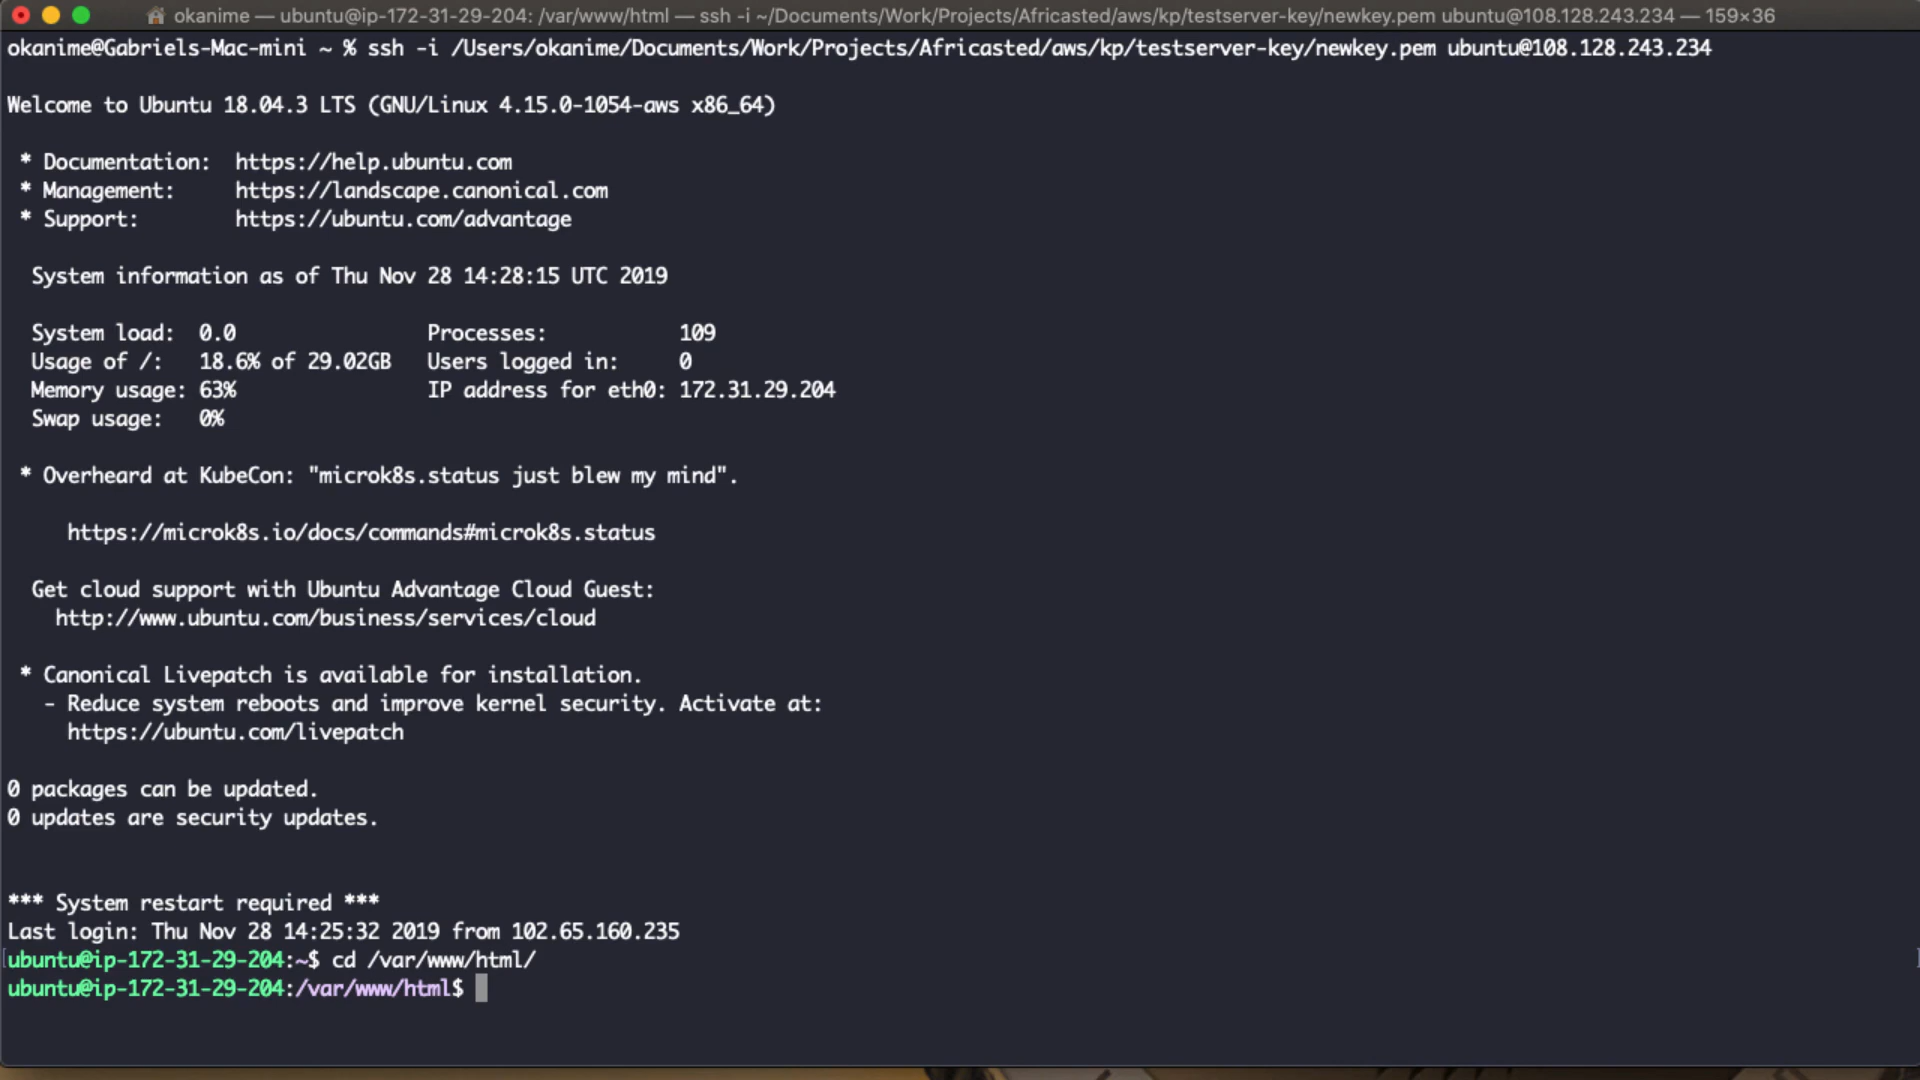 okanime — ubuntu@ip-172-31-29-204: /var/www/html — ssh -i ~/Documents/Work/Projects/Africasted/aws/kp/testserver-key/newkey.pem ubuntu@108.128.243.234 — 159×36
okanime@Gabriels-Mac-mini ~ % ssh -i /Users/okanime/Documents/Work/Projects/Africasted/aws/kp/testserver-key/newkey.pem ubuntu@108.128.243.234
Welcome to Ubuntu 18.04.3 LTS (GNU/Linux 4.15.0-1054-aws x86_64)
* Documentation:  https://help.ubuntu.com
* Management:     https://landscape.canonical.com
* Support:        https://ubuntu.com/advantage
System information as of Thu Nov 28 14:28:15 UTC 2019
System load:  0.0                Processes:           109
Usage of /:   18.6% of 29.02GB   Users logged in:     0
Memory usage: 63%                IP address for eth0: 172.31.29.204
Swap usage:   0%
* Overheard at KubeCon: "microk8s.status just blew my mind".
https://microk8s.io/docs/commands#microk8s.status
Get cloud support with Ubuntu Advantage Cloud Guest:
http://www.ubuntu.com/business/services/cloud
* Canonical Livepatch is available for installation.
- Reduce system reboots and improve kernel security. Activate at:
https://ubuntu.com/livepatch
0 packages can be updated.
0 updates are security updates.
*** System restart required ***
Last login: Thu Nov 28 14:25:32 2019 from 102.65.160.235
ubuntu@ip-172-31-29-204:~$ cd /var/www/html/
ubuntu@ip-172-31-29-204:/var/www/html$